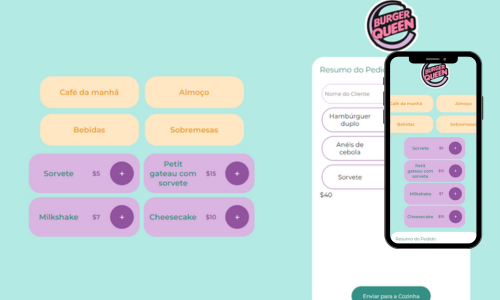 BURGER
QUEEN
Café da manhã
Almoço
Bebidas
Sobremesas
Sorvete
$5
+
Petit
gateau com
sorvete
$15
+
Milkshake
$7
+
Cheesecake
$10
+
Resumo do Pedid
Nome do Cliente
Hambúrguer
duplo
Anéis de
cebola
Sorvete
$40
Enviar para a Cozinha
BURGER
QUEEN
Café da manhã
Almoço
Bebidas
Sobremesas
Sorvete
$5
+
Petit
gateau com
sorvete
$15
+
Milkshake
$7
+
Cheesecake
$10
+
Resumo do Pedido